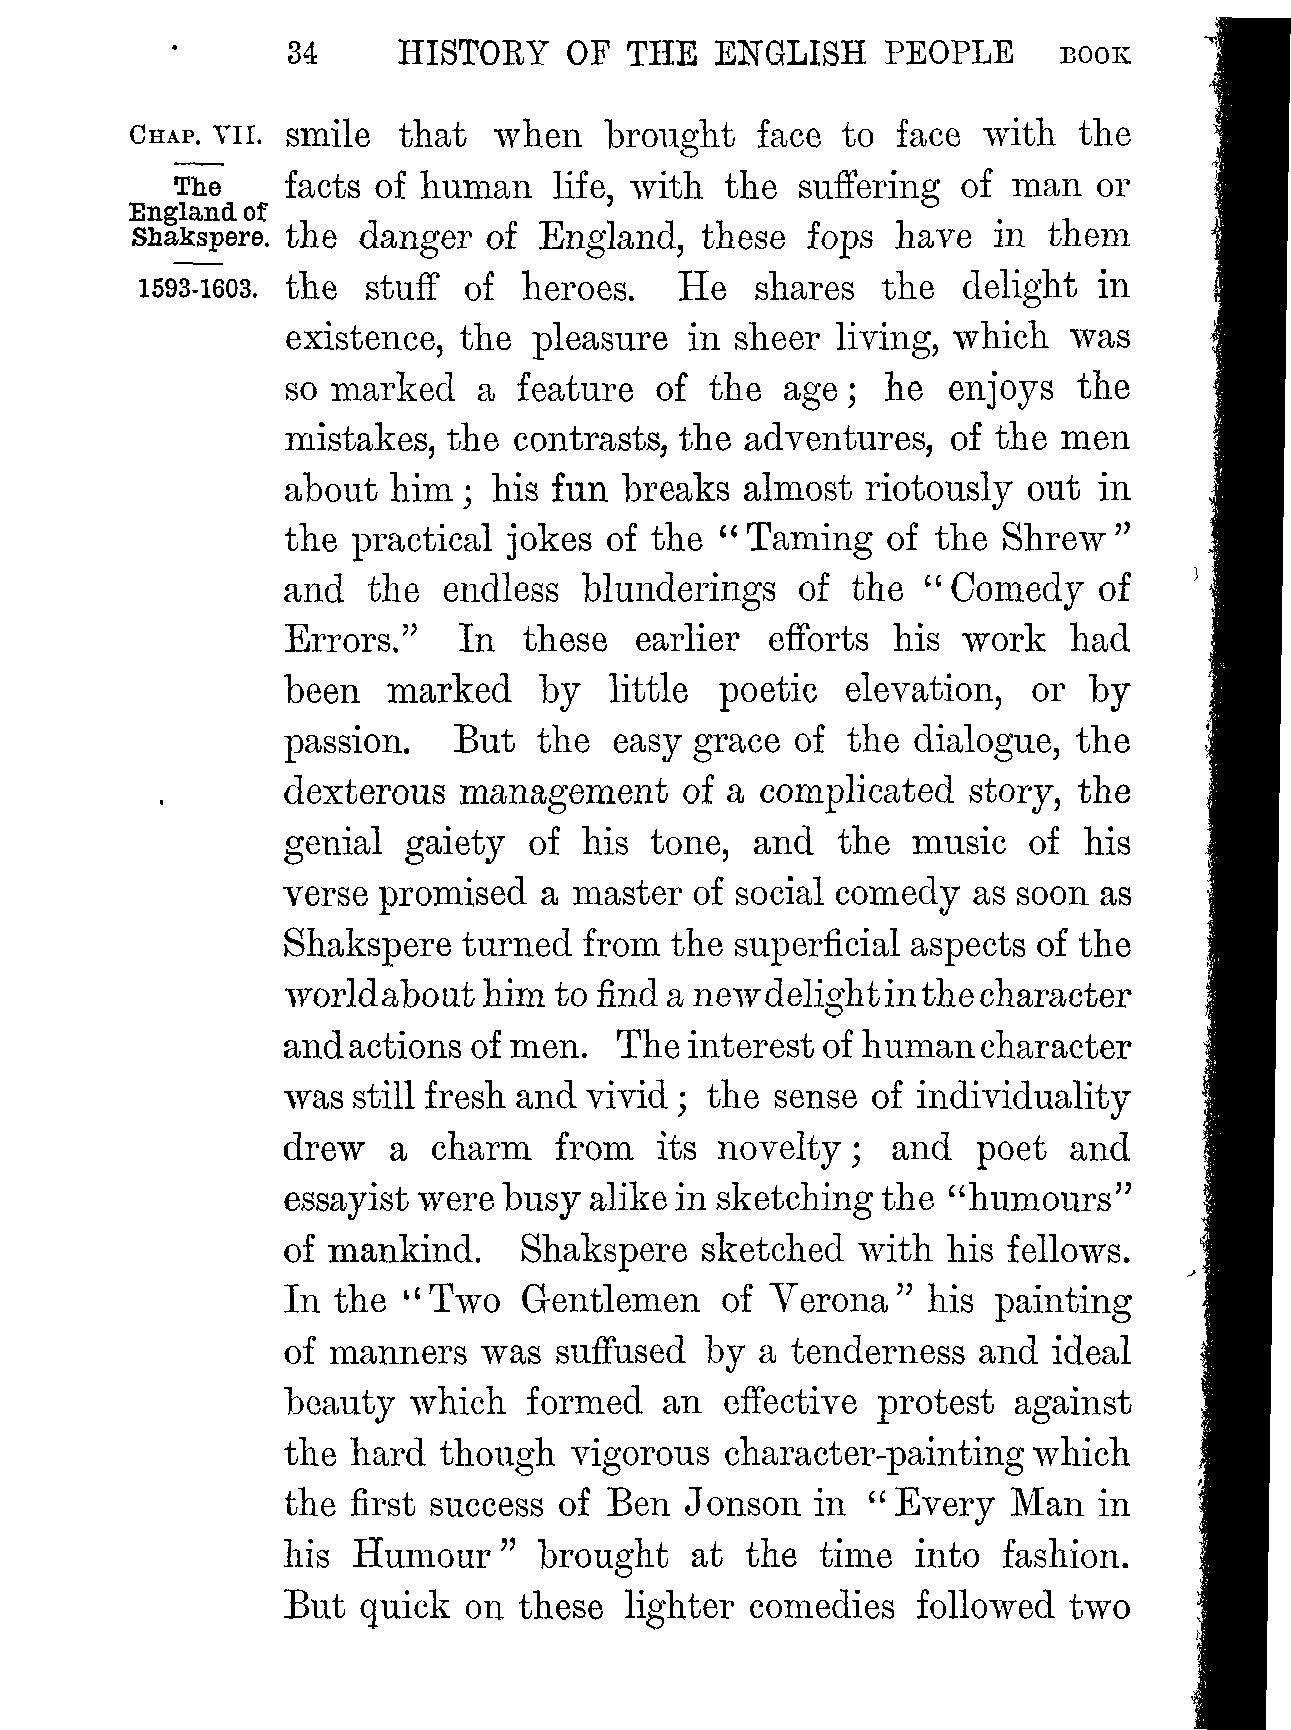 34 HISTORY OF THE ENGLISH PEOPLE BOOK
CHAP. VII.
The
England of
Shakspere.
1593-1603.
smile that when brought face to face with the
facts of human life, with the suffering of man or
the danger of England, these fops have in them
the stuff of heroes. He shares the delight in
existence, the pleasure in sheer living, which was
so marked a feature of the age; he enjoys the
mistakes, the contrasts, the adventures, of the men
about him; his fun breaks almost riotously out in
the practical jokes of the "Taming of the Shrew"
and the endless blunderings of the "Comedy of
Errors." In these earlier efforts his work had
been marked by little poetic elevation, or by
passion. But the easy grace of the dialogue, the
dexterous management of a complicated story, the
genial gaiety of his tone, and the music of his
verse promised a master of social comedy as soon as
Shakspere turned from the superficial aspects of the
world about him to find a new delight in the character
and actions of men. The interest of human character
was still fresh and vivid; the sense of individuality
drew a charm from its novelty; and poet and
essayist were busy alike in sketching the "humours"
of mankind. Shakspere sketched with his fellows.
In the "Two Gentlemen of Verona" his painting
of manners was suffused by a tenderness and ideal
beauty which formed an effective protest against
the hard though vigorous character-painting which
the first success of Ben Jonson in "Every Man in
his Humour" brought at the time into fashion.
But quick on these lighter comedies followed two